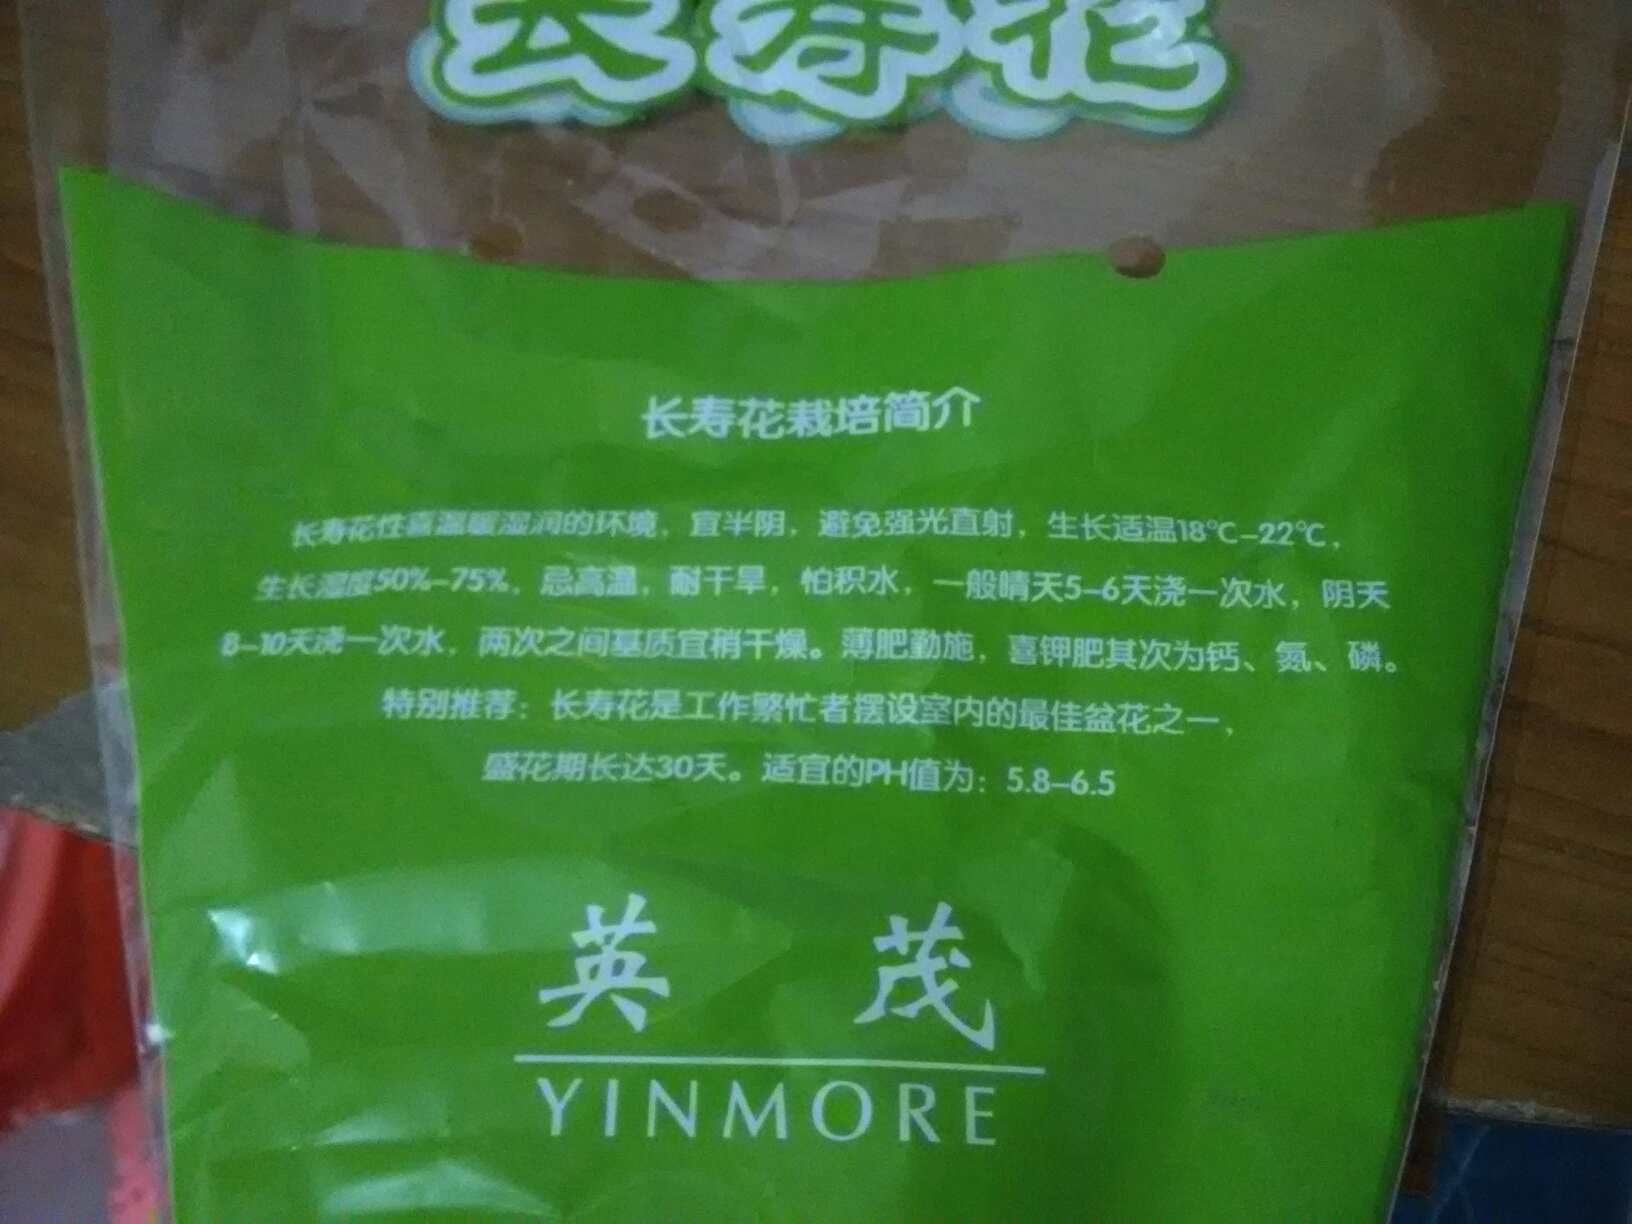 长寿花
长寿花栽培简介
长寿花性喜温暖湿润的环境，宜半阴，避免强光直射，生长适温18℃-22℃，
生长湿度50%-75%，忌高温，耐干旱，怕积水，一般晴天5-6天浇一次水，阴天
8-10天浇一次水，两次之间基质宜稍干燥。薄肥勤施，喜钾肥其次为钙、氮、磷。
特别推荐：长寿花是工作繁忙者摆设室内的最佳盆花之一，
盛花期长达30天。适宜的PH值为：5.8-6.5
英茂
YINMORE